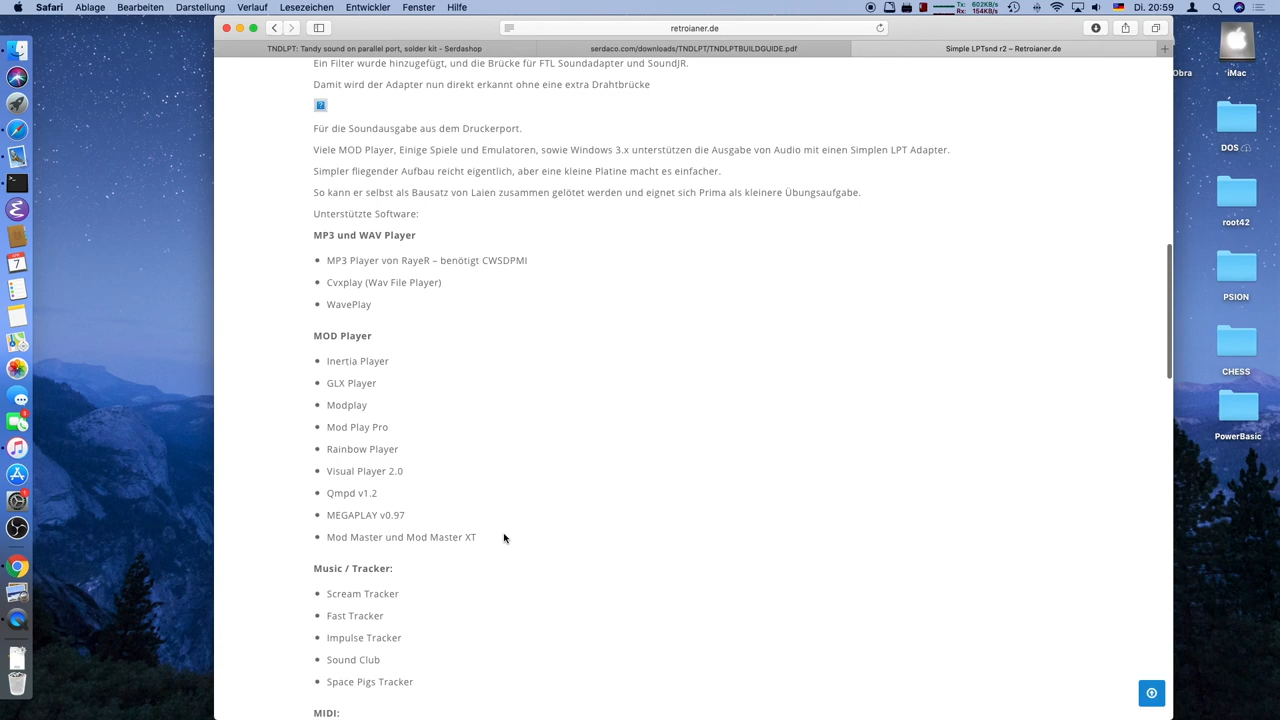 Safari Ablage Bearbeiten Darstellung Verlauf Lesezeichen Fenster Hilfe
Tx: 602KB/s
Rx: 154KB/s
20:59
retroianer.de
TNDLPT: Tandy sound on parallel port, solder kit - Serdashop
serdaco.com/downloads/TNDLPT/TNDLPTBUILDGUIDE.pdf
Simple LPTsnd r2 – Retroianer.de
Ein Filter wurde hinzugefügt, und die Brücke für FTL Soundadapter und SoundJR.
Damit wird der Adapter nun direkt erkannt ohne eine extra Drahtbrücke
?
Für die Soundausgabe aus dem Druckerport.
Viele MOD Player, Einige Spiele und Emulatoren, sowie Windows 3.x unterstützen die Ausgabe von Audio mit einen Simplen LPT Adapter.
Simpler fliegender Aufbau reicht eigentlich, aber eine kleine Platine macht es einfacher.
So kann er selbst als Bausatz von Laien zusammen gelötet werden und eignet sich Prima als kleinere Übungsaufgabe.
Unterstützte Software:
MP3 und WAV Player
MP3 Player von RayeR – benötigt CWSDPMI
Cvxplay (Wav File Player)
WavePlay
MOD Player
Inertia Player
GLX Player
Modplay
Mod Play Pro
Rainbow Player
Visual Player 2.0
Qmpd v1.2
MEGAPLAY v0.97
Mod Master und Mod Master XT
Music / Tracker:
Scream Tracker
Fast Tracker
Impulse Tracker
Sound Club
Space Pigs Tracker
MIDI:
Obra
iMac
DOS
root42
PSION
CHESS
PowerBasic
APR
7